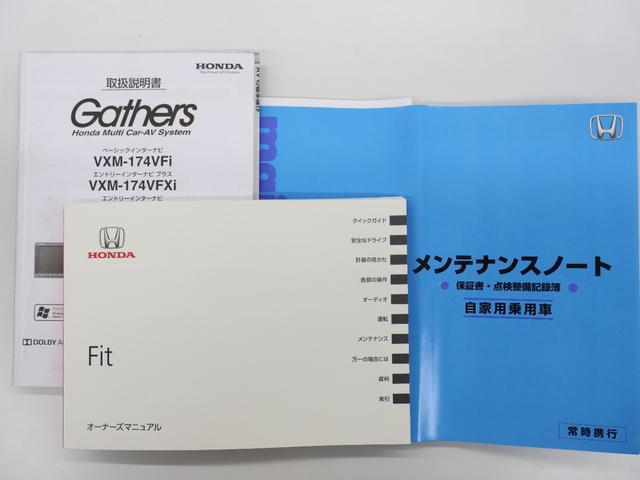 HONDA
The Power of Dreams
取扱説明書
Gathers
Honda Multi Car-AV System
ベーシックインターナビ
VXM-174VFi
エントリーインターナビ プラス
VXM-174VFXi
エントリーインターナビ
DOLBY
HONDA
Fit
オーナーズマニュアル
クイックガイド
安全なドライブ
計器の見かた
各部の操作
オーディオ
運転
メンテナンス
万一の場合には
資料
索引
メンテナンスノート
保証書・点検整備記録簿
自家用乗用車
常時携行